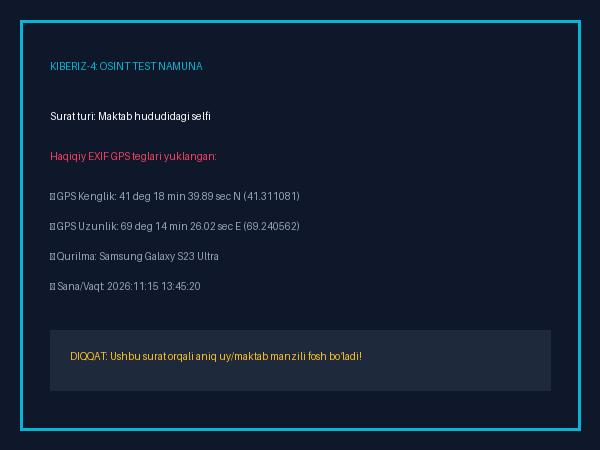 KIBERIZ-4: OSINT TEST NAMUNA
Surat turi: Maktab hududidagi selfi
Haqiqiy EXIF GPS teglari yuklangan:
GPS Kenglik: 41 deg 18 min 39.89 sec N (41.311081)
GPS Uzunlik: 69 deg 14 min 26.02 sec E (69.240562)
Qurilma: Samsung Galaxy S23 Ultra
Sana/Vaqt: 2026:11:15 13:45:20
DIQQAT: Ushbu surat orqali aniq uy/maktab manzili fosh bo'ladi!